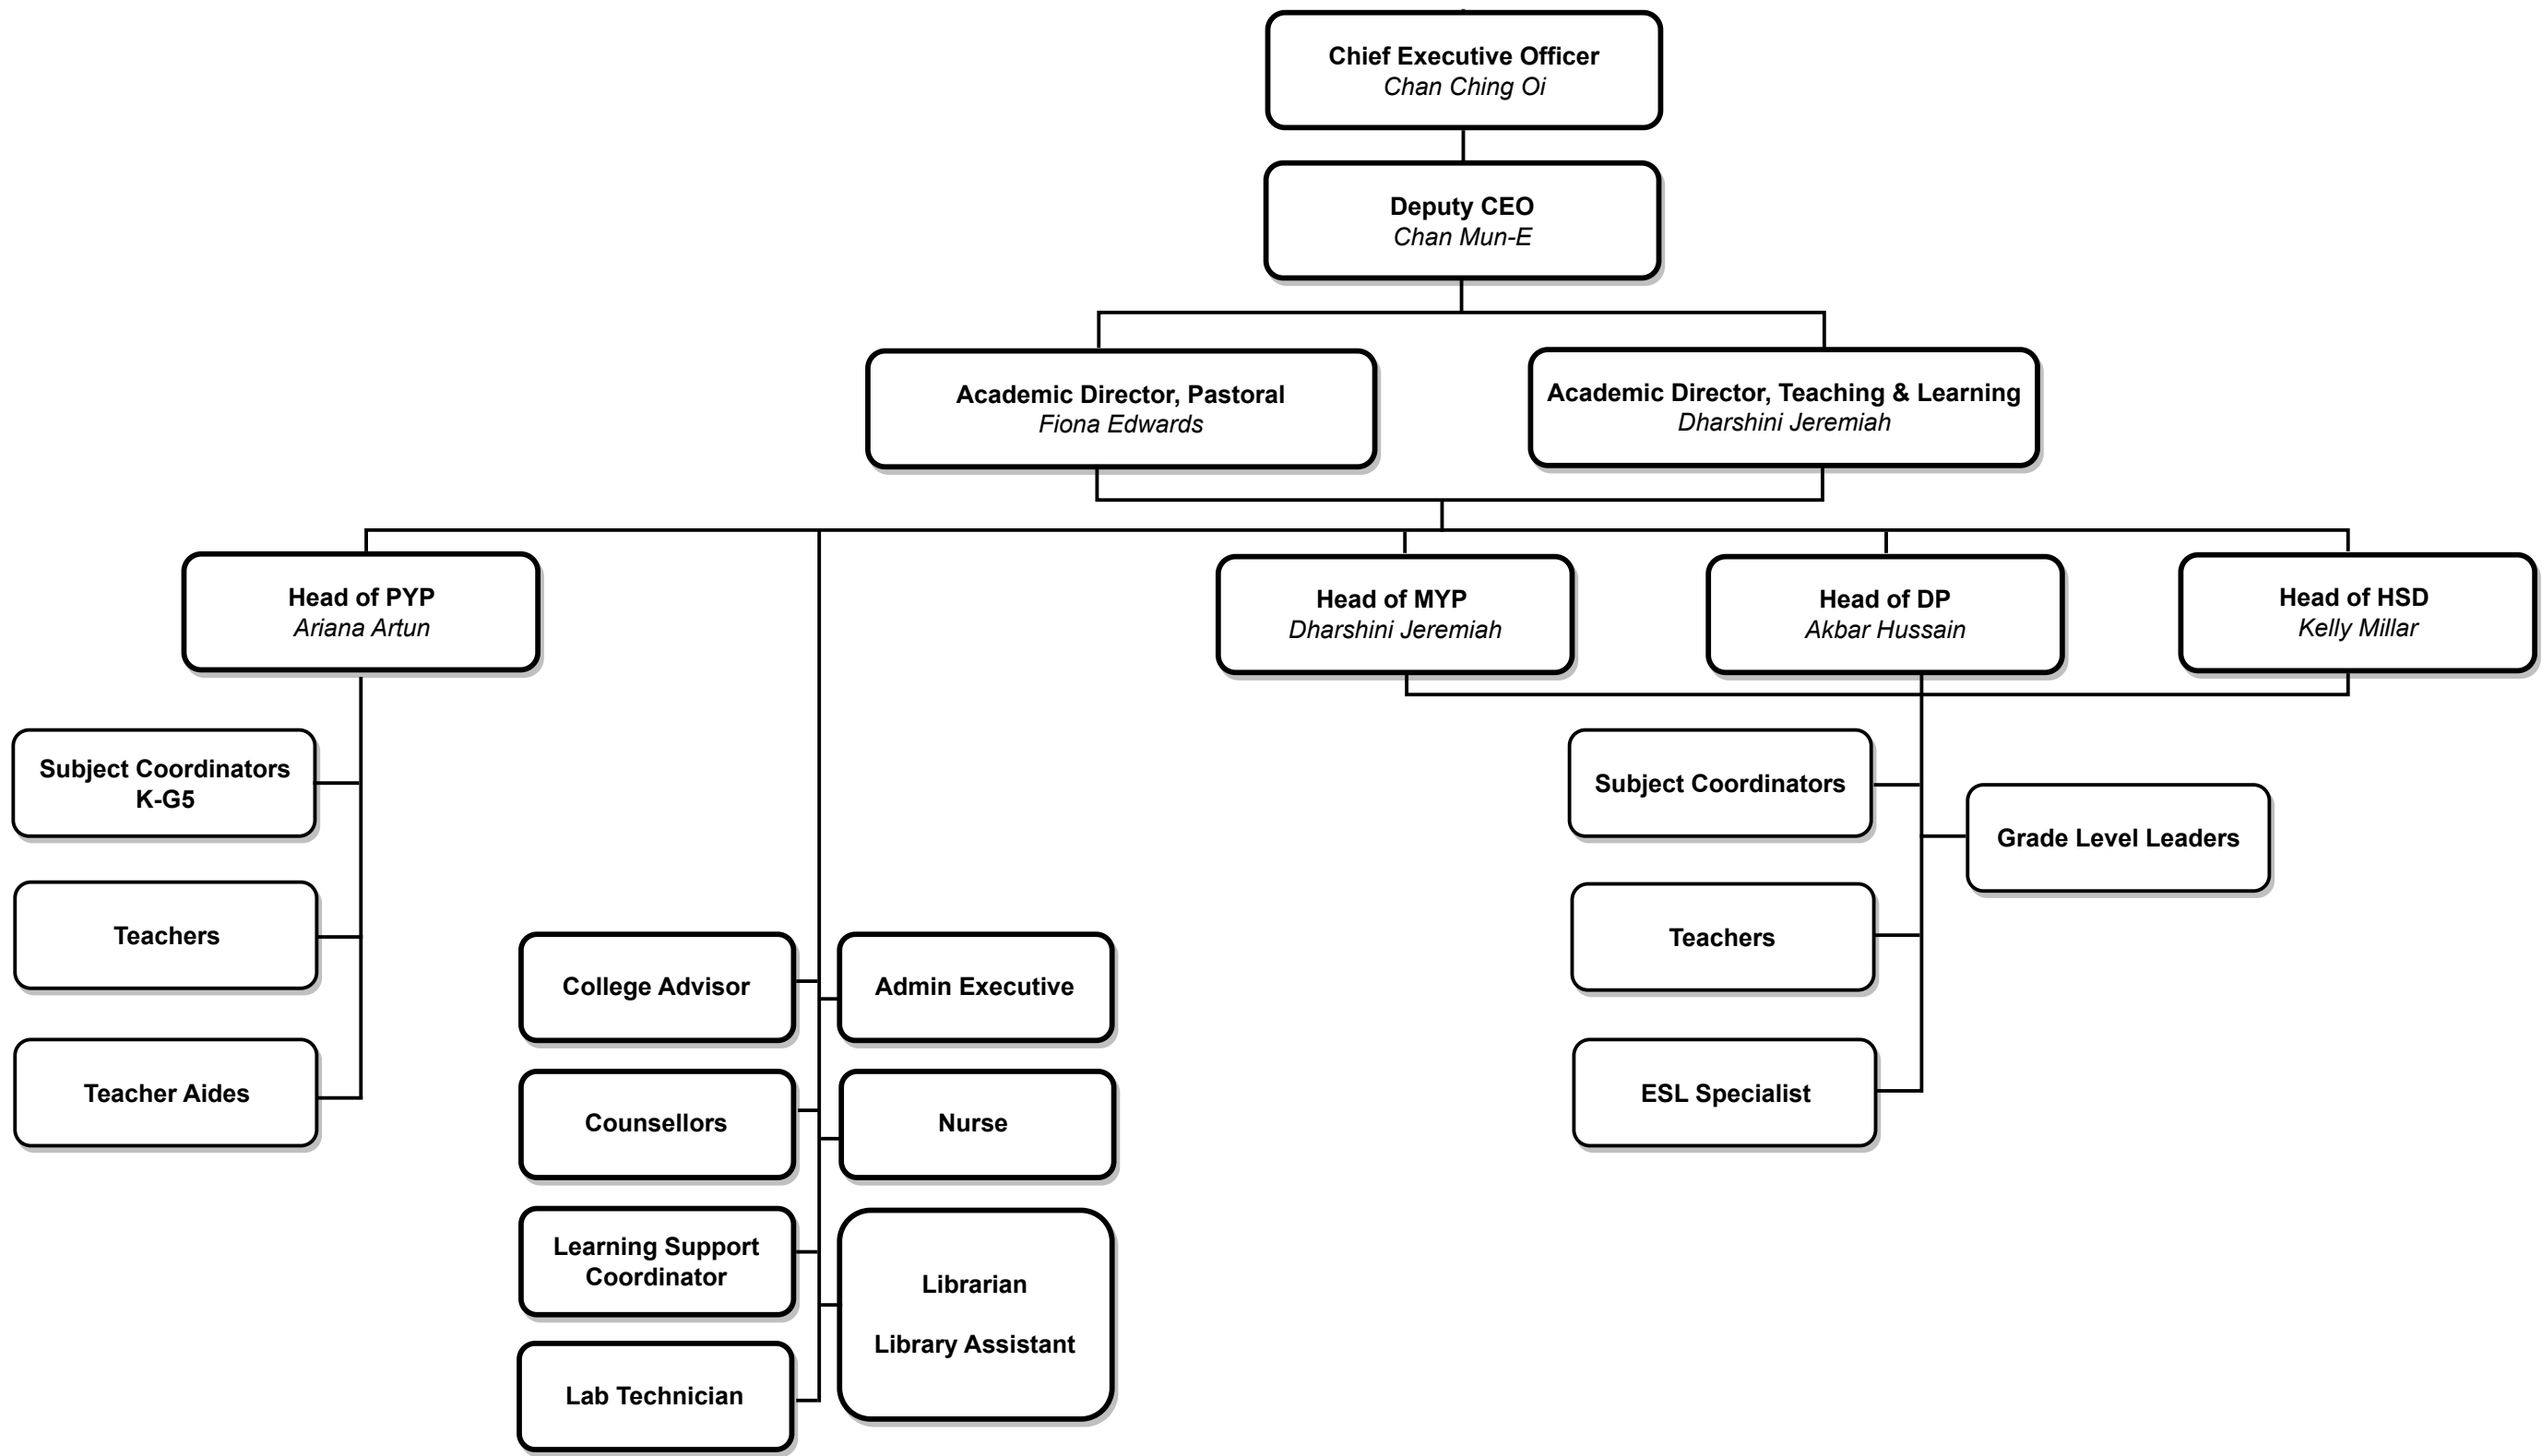 Chief Executive Officer
Chan Ching Oi
Deputy CEO
Chan Mun-E
Academic Director, Pastoral
Fiona Edwards
Academic Director, Teaching & Learning
Dharshini Jeremiah
Head of PYP
Ariana Artun
Head of MYP
Dharshini Jeremiah
Head of DP
Akbar Hussain
Head of HSD
Kelly Millar
Subject Coordinators
K-G5
Teachers
Teacher Aides
College Advisor
Admin Executive
Counsellors
Nurse
Learning Support
Coordinator
Librarian
Library Assistant
Lab Technician
Subject Coordinators
Grade Level Leaders
Teachers
ESL Specialist